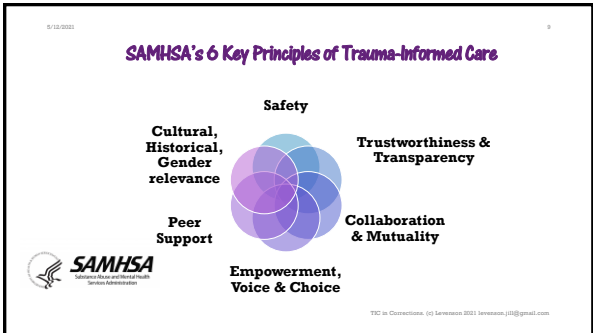 5/12/2021
9
SAMHSA's 6 Key Principles of Trauma-Informed Care
Safety
Trustworthiness &
Transparency
Collaboration
& Mutuality
Empowerment,
Voice & Choice
Peer
Support
Cultural,
Historical,
Gender
relevance
SAMHSA
Substance Abuse and Mental Health
Services Administration
TIC in Corrections. (c) Levenson 2021 levenson.jill@gmail.com